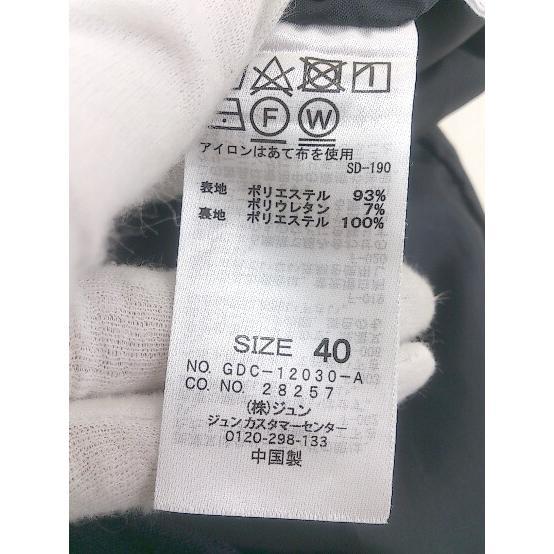 F W
アイロンはあて布を使用
SD-190
表地 ポリエステル 93%
ポリウレタン 7%
裏地 ポリエステル 100%
SIZE 40
NO. GDC-12030-A
CO. NO. 28257
(株)ジュン
ジュンカスタマーセンター
0120-298-133
中国製